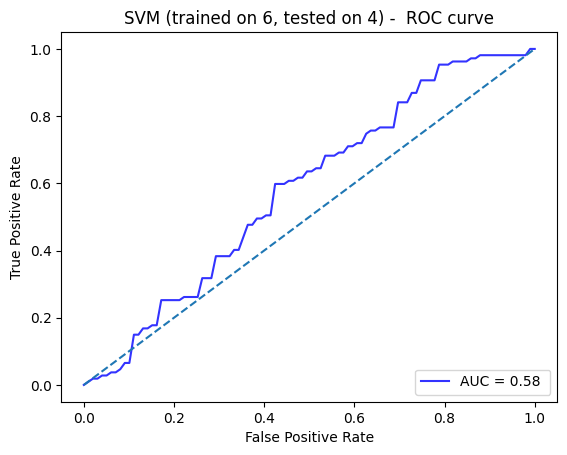 SVM (trained on 6, tested on 4) -  ROC curve
True Positive Rate
1.0
0.8
0.6
0.4
0.2
0.0
0.0 0.2 0.4 0.6 0.8 1.0
False Positive Rate
AUC = 0.58